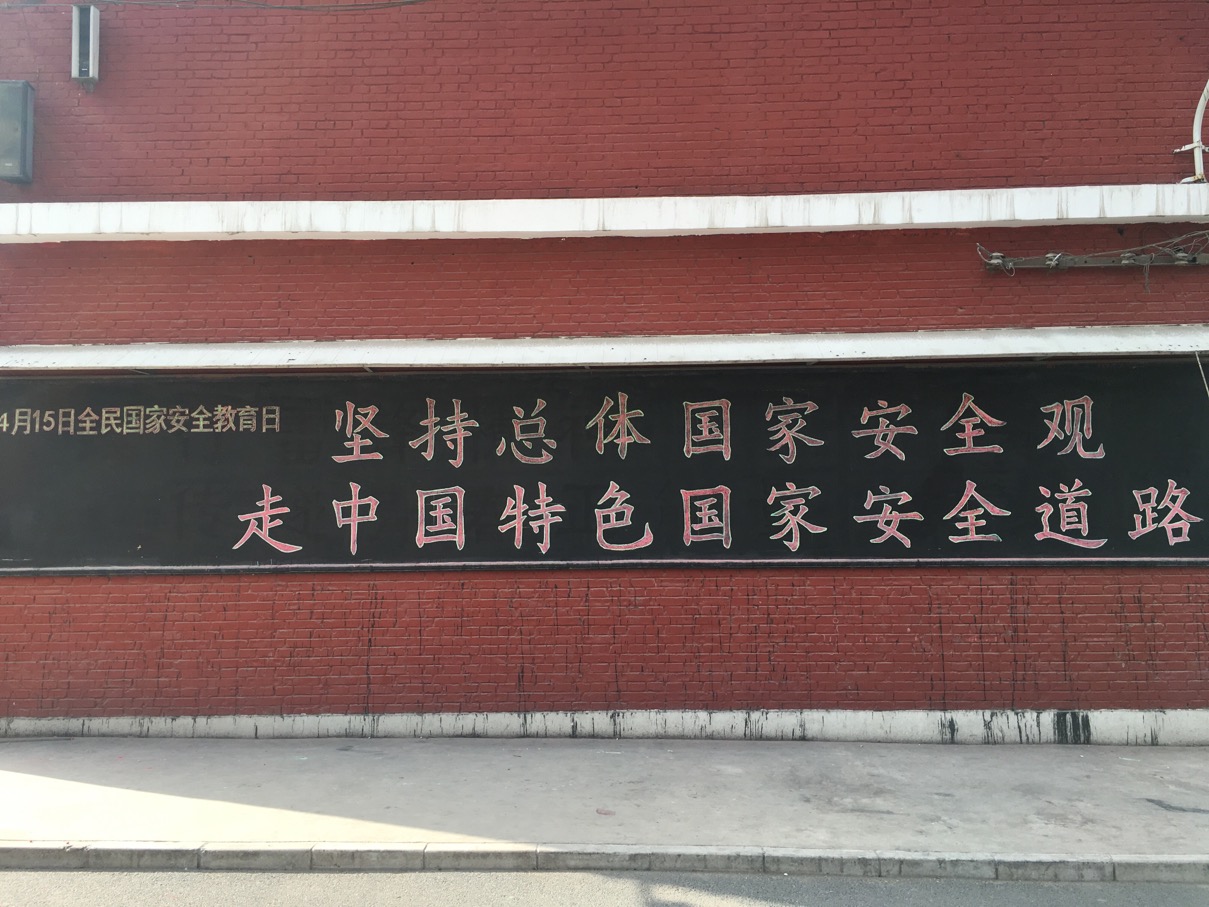 4月15日全民国家安全教育日
坚持总体国家安全观
走中国特色国家安全道路